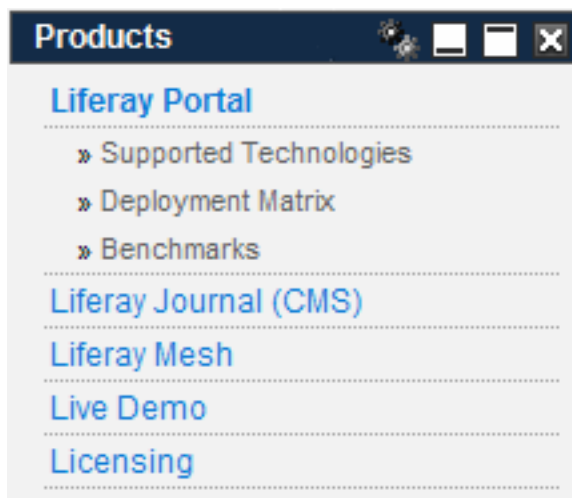 Products
Liferay Portal
» Supported Technologies
» Deployment Matrix
» Benchmarks
Liferay Journal (CMS)
Liferay Mesh
Live Demo
Licensing